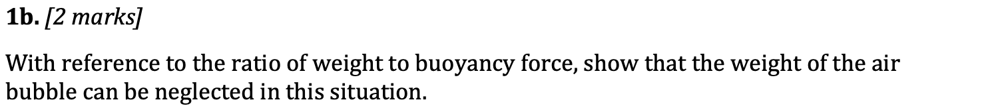 1b. [2 marks]
With reference to the ratio of weight to buoyancy force, show that the weight of the air
bubble can be neglected in this situation.